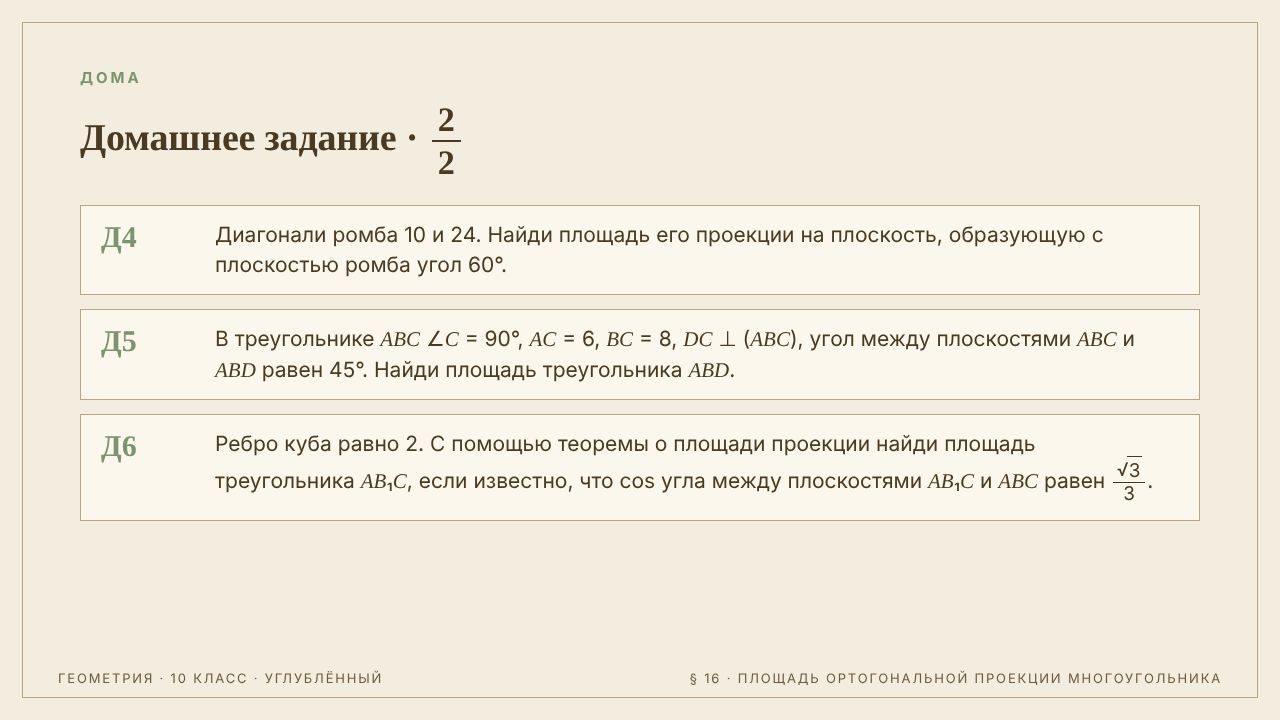 ДОМА
Домашнее задание · 2/2
Д4
Диагонали ромба 10 и 24. Найди площадь его проекции на плоскость, образующую с
плоскостью ромба угол 60°.
Д5
В треугольнике ABC ∠C = 90°, AC = 6, BC = 8, DC ⊥ (ABC), угол между плоскостями ABC и
ABD равен 45°. Найди площадь треугольника ABD.
Д6
Ребро куба равно 2. С помощью теоремы о площади проекции найди площадь
треугольника AB₁C, если известно, что cos угла между плоскостями AB₁C и ABC равен √3/3.
ГЕОМЕТРИЯ · 10 КЛАСС · УГЛУБЛЁННЫЙ
§ 16 · ПЛОЩАДЬ ОРТОГОНАЛЬНОЙ ПРОЕКЦИИ МНОГОУГОЛЬНИКА